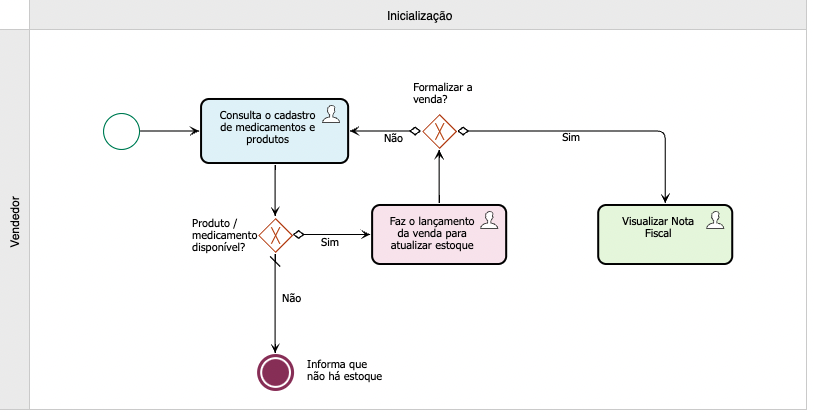 Inicialização
Vendedor
Formalizar a
venda?
Consulta o cadastro
de medicamentos e
produtos
Não
Sim
Produto /
medicamento
disponível?
Sim
Faz o lançamento
da venda para
atualizar estoque
Visualizar Nota
Fiscal
Não
Informa que
não há estoque